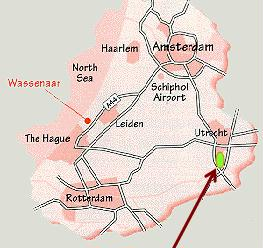 Haarlem
Amsterdam
North
Sea
Wassenaar
Schiphol
Airport
A44
Leiden
Utrecht
The Hague
Rotterdam